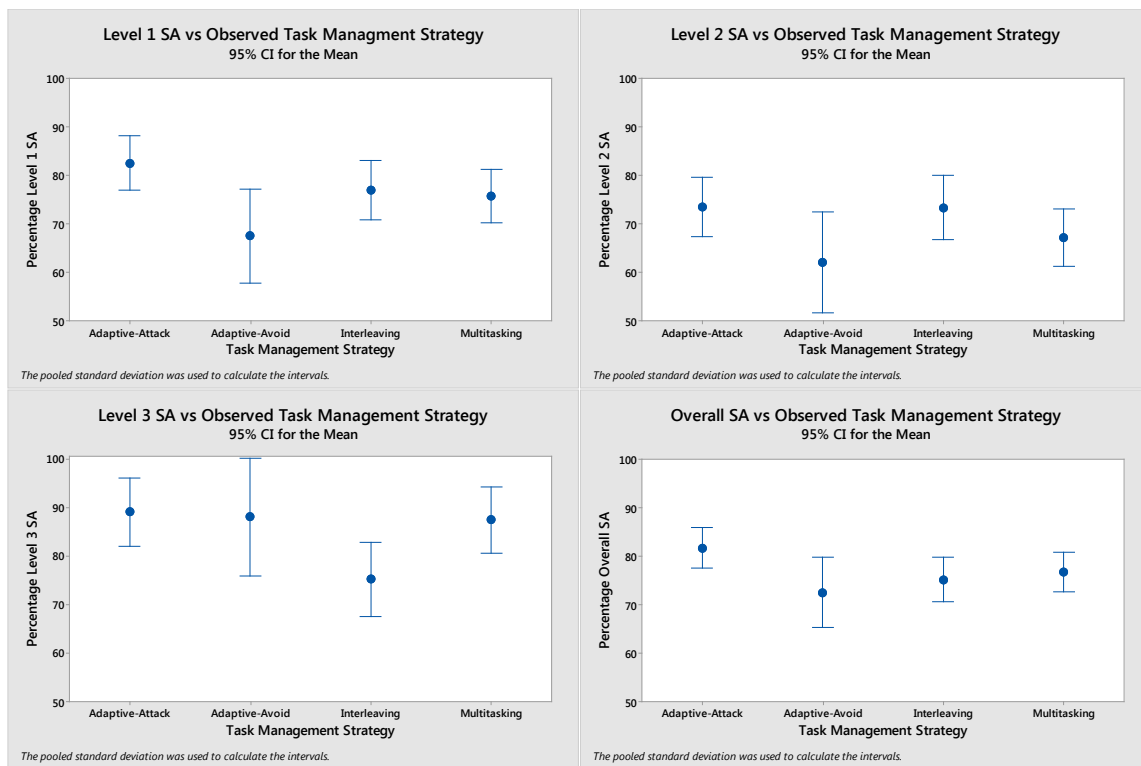 Level 1 SA vs Observed Task Managment Strategy
95% CI for the Mean
100
90
80
70
60
50
Percentage Level 1 SA
Adaptive-Attack Adaptive-Avoid Interleaving Multitasking
Task Management Strategy
The pooled standard deviation was used to calculate the intervals.
Level 2 SA vs Observed Task Management Strategy
95% CI for the Mean
100
90
80
70
60
50
Percentage Level 2 SA
Adaptive-Attack Adaptive-Avoid Interleaving Multitasking
Task Management Strategy
The pooled standard deviation was used to calculate the intervals.
Level 3 SA vs Observed Task Management Strategy
95% CI for the Mean
100
90
80
70
60
50
Percentage Level 3 SA
Adaptive-Attack Adaptive-Avoid Interleaving Multitasking
Task Management Strategy
The pooled standard deviation was used to calculate the intervals.
Overall SA vs Observed Task Management Strategy
95% CI for the Mean
100
90
80
70
60
50
Percentage Overall SA
Adaptive-Attack Adaptive-Avoid Interleaving Multitasking
Task Management Strategy
The pooled standard deviation was used to calculate the intervals.